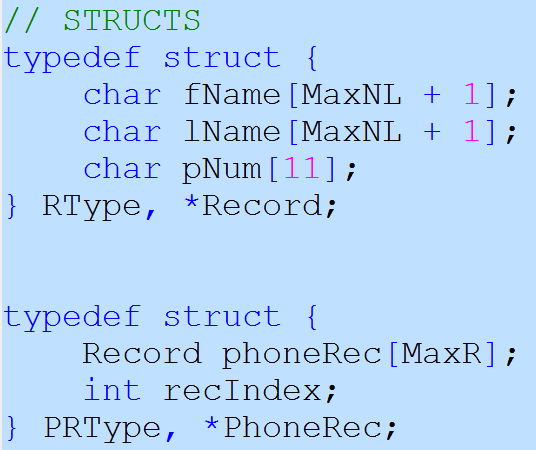 // STRUCTS
typedef struct {
    char fName[MaxNL + 1];
    char lName[MaxNL + 1];
    char pNum[11];
} RType, *Record;
typedef struct {
    Record phoneRec[MaxR];
    int recIndex;
} PRType, *PhoneRec;